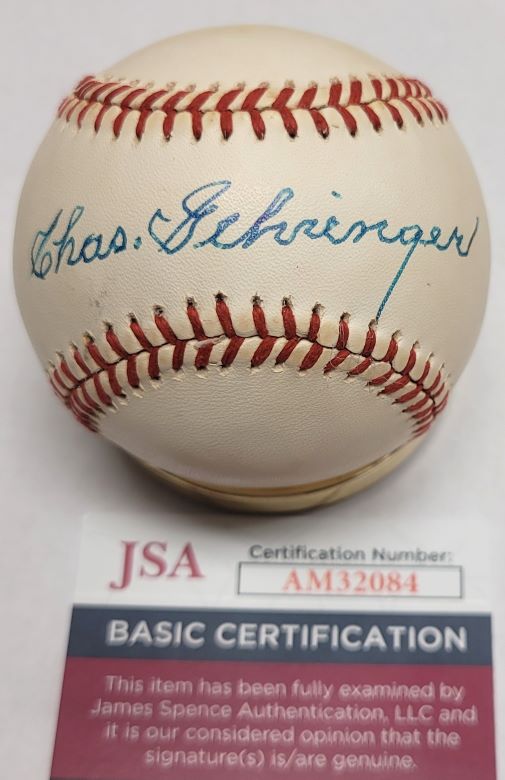 Chas. Gehringer
JSA
Certification Number:
AM32084
BASIC CERTIFICATION
This item has been fully examined by
James Spence Authentication, LLC and
it is our considered opinion that the
signature(s) is/are genuine.